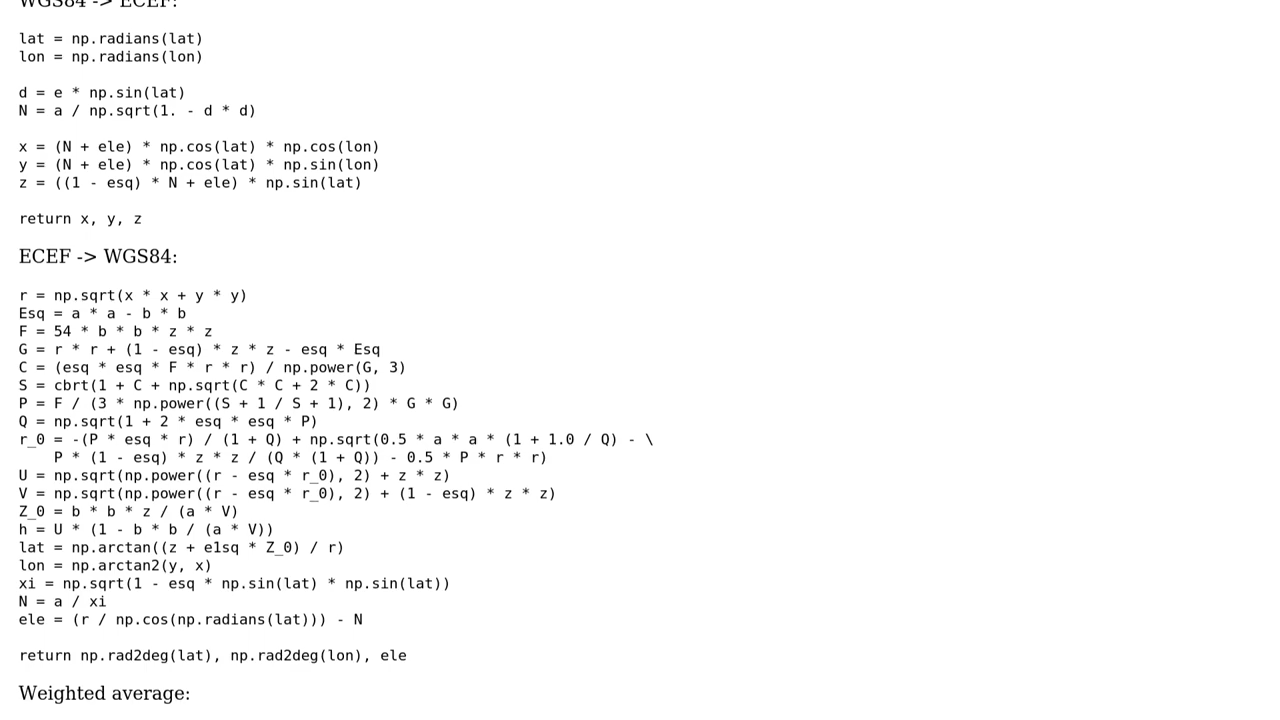 WGS84 -> ECEF:
lat = np.radians(lat)
lon = np.radians(lon)
d = e * np.sin(lat)
N = a / np.sqrt(1. - d * d)
x = (N + ele) * np.cos(lat) * np.cos(lon)
y = (N + ele) * np.cos(lat) * np.sin(lon)
z = ((1 - esq) * N + ele) * np.sin(lat)
return x, y, z
ECEF -> WGS84:
r = np.sqrt(x * x + y * y)
Esq = a * a - b * b
F = 54 * b * b * z * z
G = r * r + (1 - esq) * z * z - esq * Esq
C = (esq * esq * F * r * r) / np.power(G, 3)
S = cbrt(1 + C + np.sqrt(C * C + 2 * C))
P = F / (3 * np.power((S + 1 / S + 1), 2) * G * G)
Q = np.sqrt(1 + 2 * esq * esq * P)
r_0 = -(P * esq * r) / (1 + Q) + np.sqrt(0.5 * a * a * (1 + 1.0 / Q) - \
P * (1 - esq) * z * z / (Q * (1 + Q)) - 0.5 * P * r * r)
U = np.sqrt(np.power((r - esq * r_0), 2) + z * z)
V = np.sqrt(np.power((r - esq * r_0), 2) + (1 - esq) * z * z)
Z_0 = b * b * z / (a * V)
h = U * (1 - b * b / (a * V))
lat = np.arctan((z + e1sq * Z_0) / r)
lon = np.arctan2(y, x)
xi = np.sqrt(1 - esq * np.sin(lat) * np.sin(lat))
N = a / xi
ele = (r / np.cos(np.radians(lat))) - N
return np.rad2deg(lat), np.rad2deg(lon), ele
Weighted average: